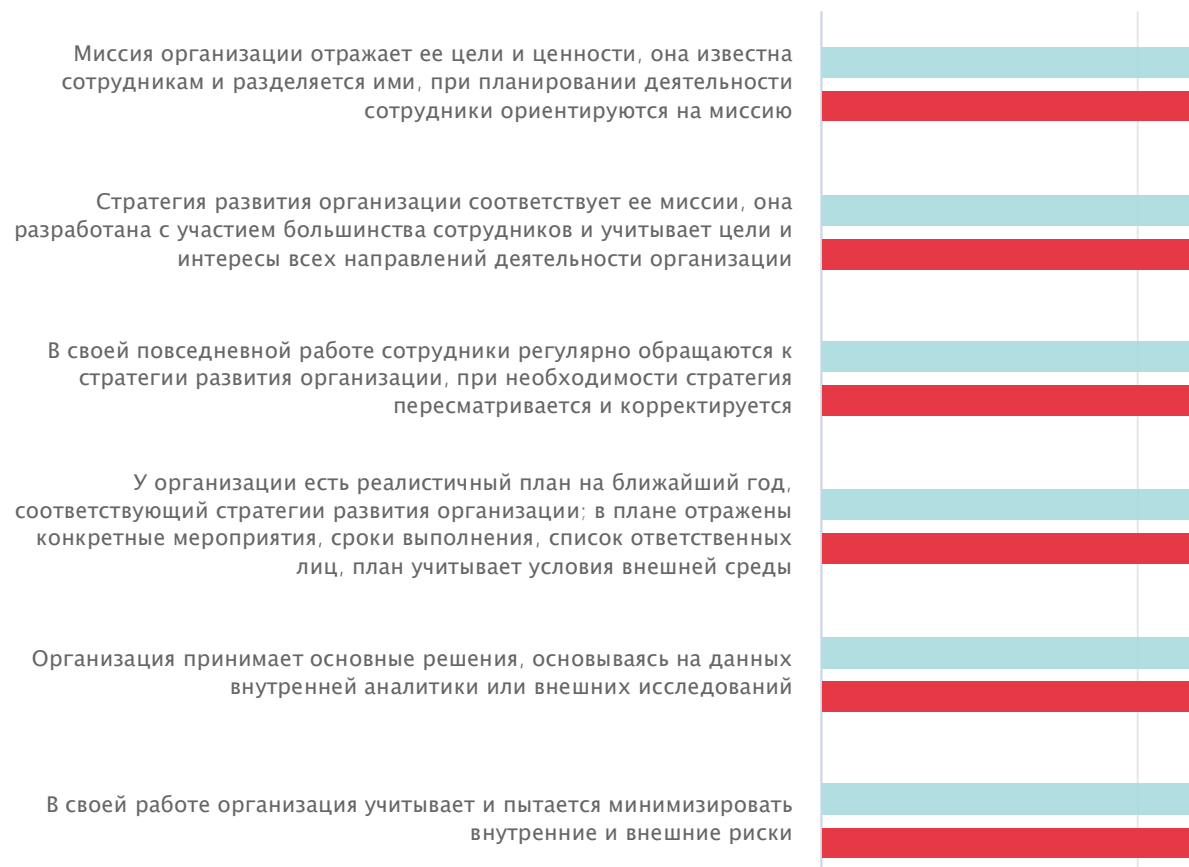 Миссия организации отражает ее цели и ценности, она известна
сотрудникам и разделяется ими, при планировании деятельности
сотрудники ориентируются на миссию
Стратегия развития организации соответствует ее миссии, она
разработана с участием большинства сотрудников и учитывает цели и
интересы всех направлений деятельности организации
В своей повседневной работе сотрудники регулярно обращаются к
стратегии развития организации, при необходимости стратегия
пересматривается и корректируется
У организации есть реалистичный план на ближайший год,
соответствующий стратегии развития организации; в плане отражены
конкретные мероприятия, сроки выполнения, список ответственных
лиц, план учитывает условия внешней среды
Организация принимает основные решения, основываясь на данных
внутренней аналитики или внешних исследований
В своей работе организация учитывает и пытается минимизировать
внутренние и внешние риски